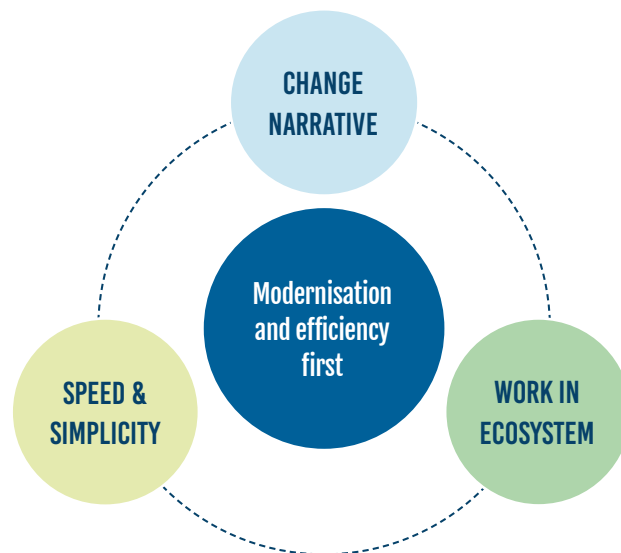 CHANGE
NARRATIVE
Modernisation
and efficiency
first
SPEED &
SIMPLICITY
WORK IN
ECOSYSTEM